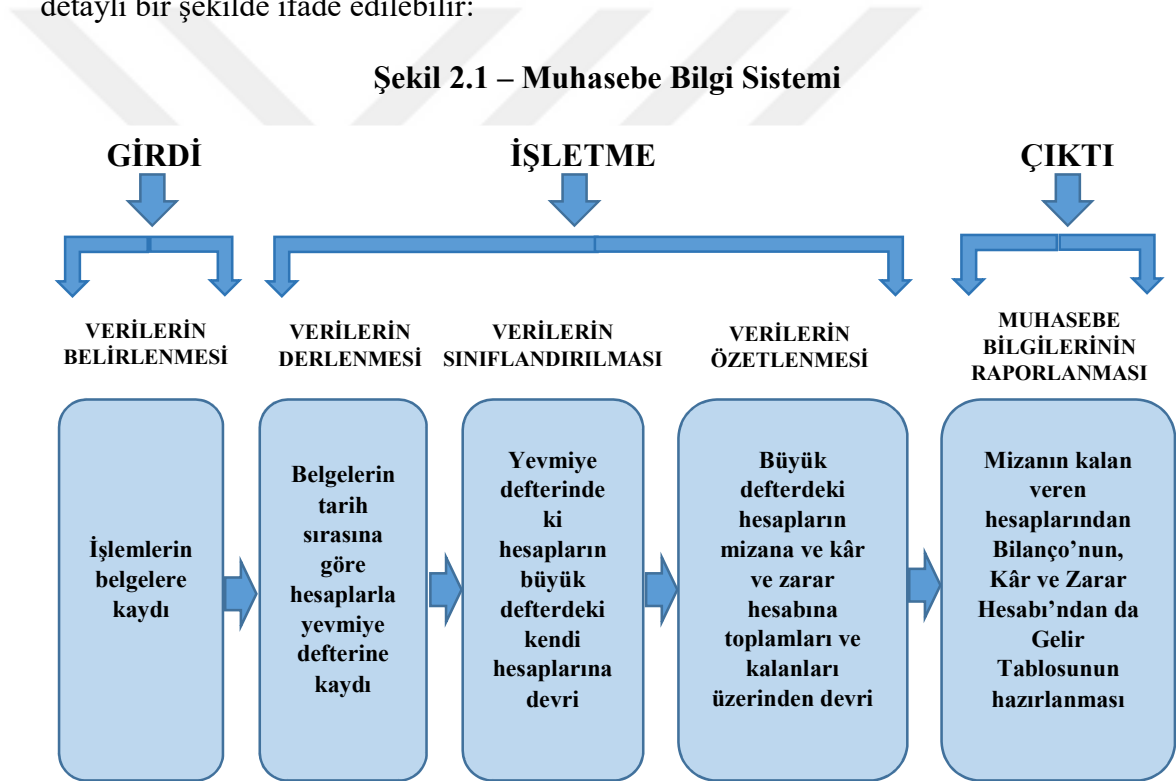 detaylı bir şekilde ifade edilebilir:
Şekil 2.1 – Muhasebe Bilgi Sistemi
GİRDİ
İŞLETME
ÇIKTI
VERİLERİN
BELİRLENMESİ
VERİLERİN
DERLENMESİ
VERİLERİN
SINIFLANDIRILMASI
VERİLERİN
ÖZETLENMESİ
MUHASEBE
BİLGİLERİNİN
RAPORLANMASI
İşlemlerin
belgelere
kaydı
Belgelerin
tarih
sırasına
göre
hesaplarla
yevmiye
defterine
kaydı
Yevmiye
defterinde
ki
hesapların
büyük
defterdeki
kendi
hesaplarına
devri
Büyük
defterdeki
hesapların
mizana ve kâr
ve zarar
hesabına
toplamları ve
kalanları
üzerinden devri
Mizanın kalan
veren
hesaplarından
Bilanço’nun,
Kâr ve Zarar
Hesabı’ndan da
Gelir
Tablosunun
hazırlanması